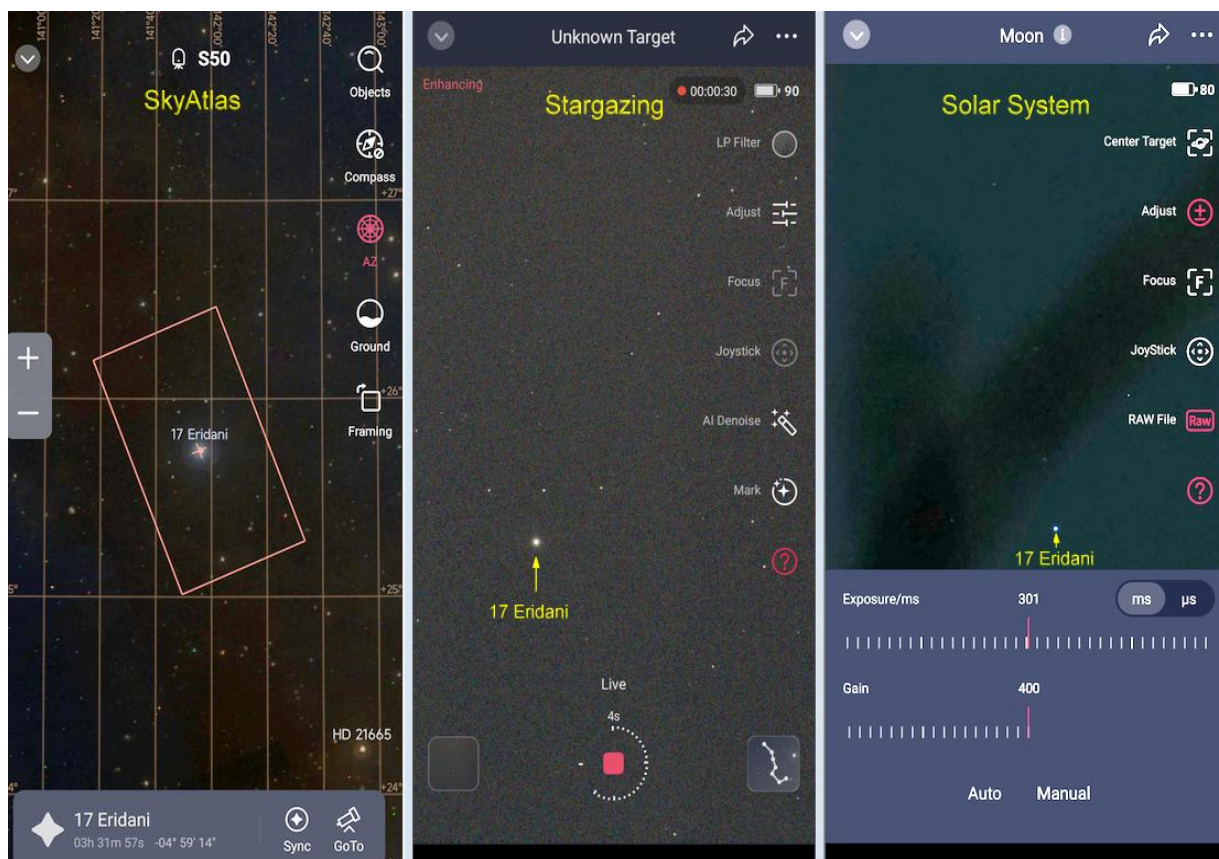 141°00'
141°20'
141°40'
142°00'
142°20'
142°40'
143°00'
S50
SkyAtlas
Objects
Compass
+27°
AZ
Ground
+26°
Framing
17 Eridani
+25°
HD 21665
+24°
17 Eridani
03h 31m 57s -04° 59' 14"
Sync
GoTo
Unknown Target
Enhancing
00:00:30
90
Stargazing
LP Filter
Adjust
Focus
F
Joystick
AI Denoise
Mark
?
17 Eridani
Live
4s
Moon i
80
Solar System
Center Target
Adjust
Focus
F
JoyStick
RAW File
Raw
?
17 Eridani
Exposure/ms
301
ms
μs
Gain
400
Auto
Manual